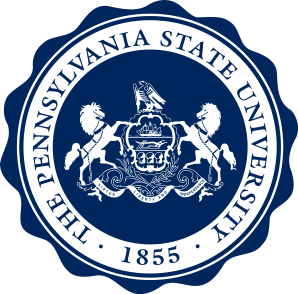 THE PENNSYLVANIA STATE UNIVERSITY
· 1855 ·